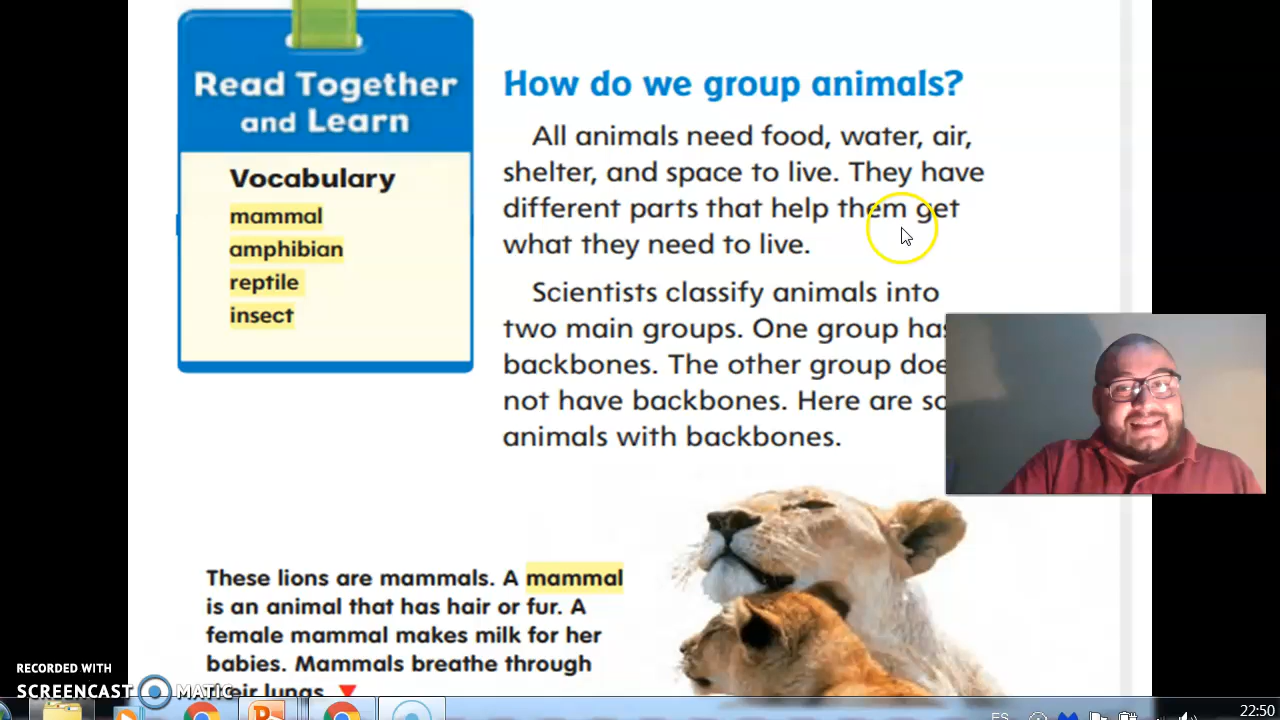 Read Together
and Learn
Vocabulary
mammal
amphibian
reptile
insect
How do we group animals?
All animals need food, water, air,
shelter, and space to live. They have
different parts that help them get
what they need to live.
Scientists classify animals into
two main groups. One group has
backbones. The other group
not have backbones. Here are
animals with backbones.
These lions are mammals. A mammal
is an animal that has hair or fur. A
female mammal makes milk for her
babies. Mammals breathe through
their lungs.
RECORDED WITH
SCREENCAST MATIC
ES
22:50